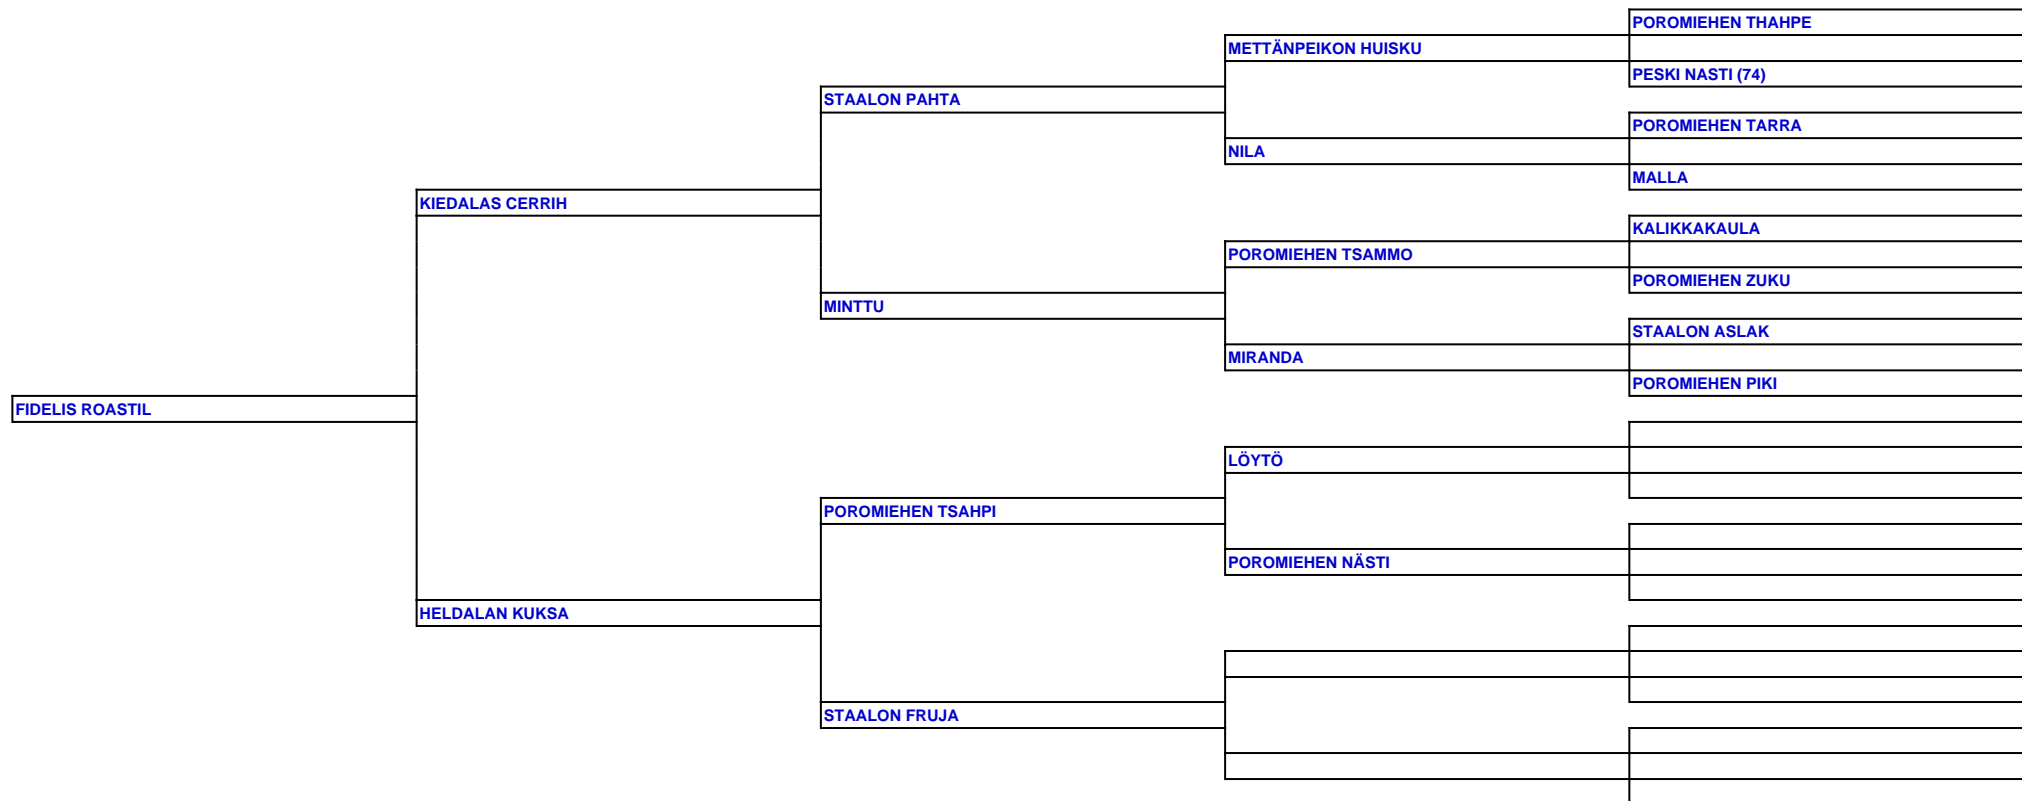 POROMIEHEN THAHPE
METTÄNPEIKON HUISKU
PESKI NASTI (74)
STAALON PAHTA
POROMIEHEN TARRA
NILA
MALLA
KIEDALAS CERRIH
KALIKKAKAULA
POROMIEHEN TSAMMO
POROMIEHEN ZUKU
MINTTU
STAALON ASLAK
MIRANDA
POROMIEHEN PIKI
FIDELIS ROASTIL
LÖYTÖ
POROMIEHEN TSAHPI
POROMIEHEN NÄSTI
HELDALAN KUKSA
STAALON FRUJA